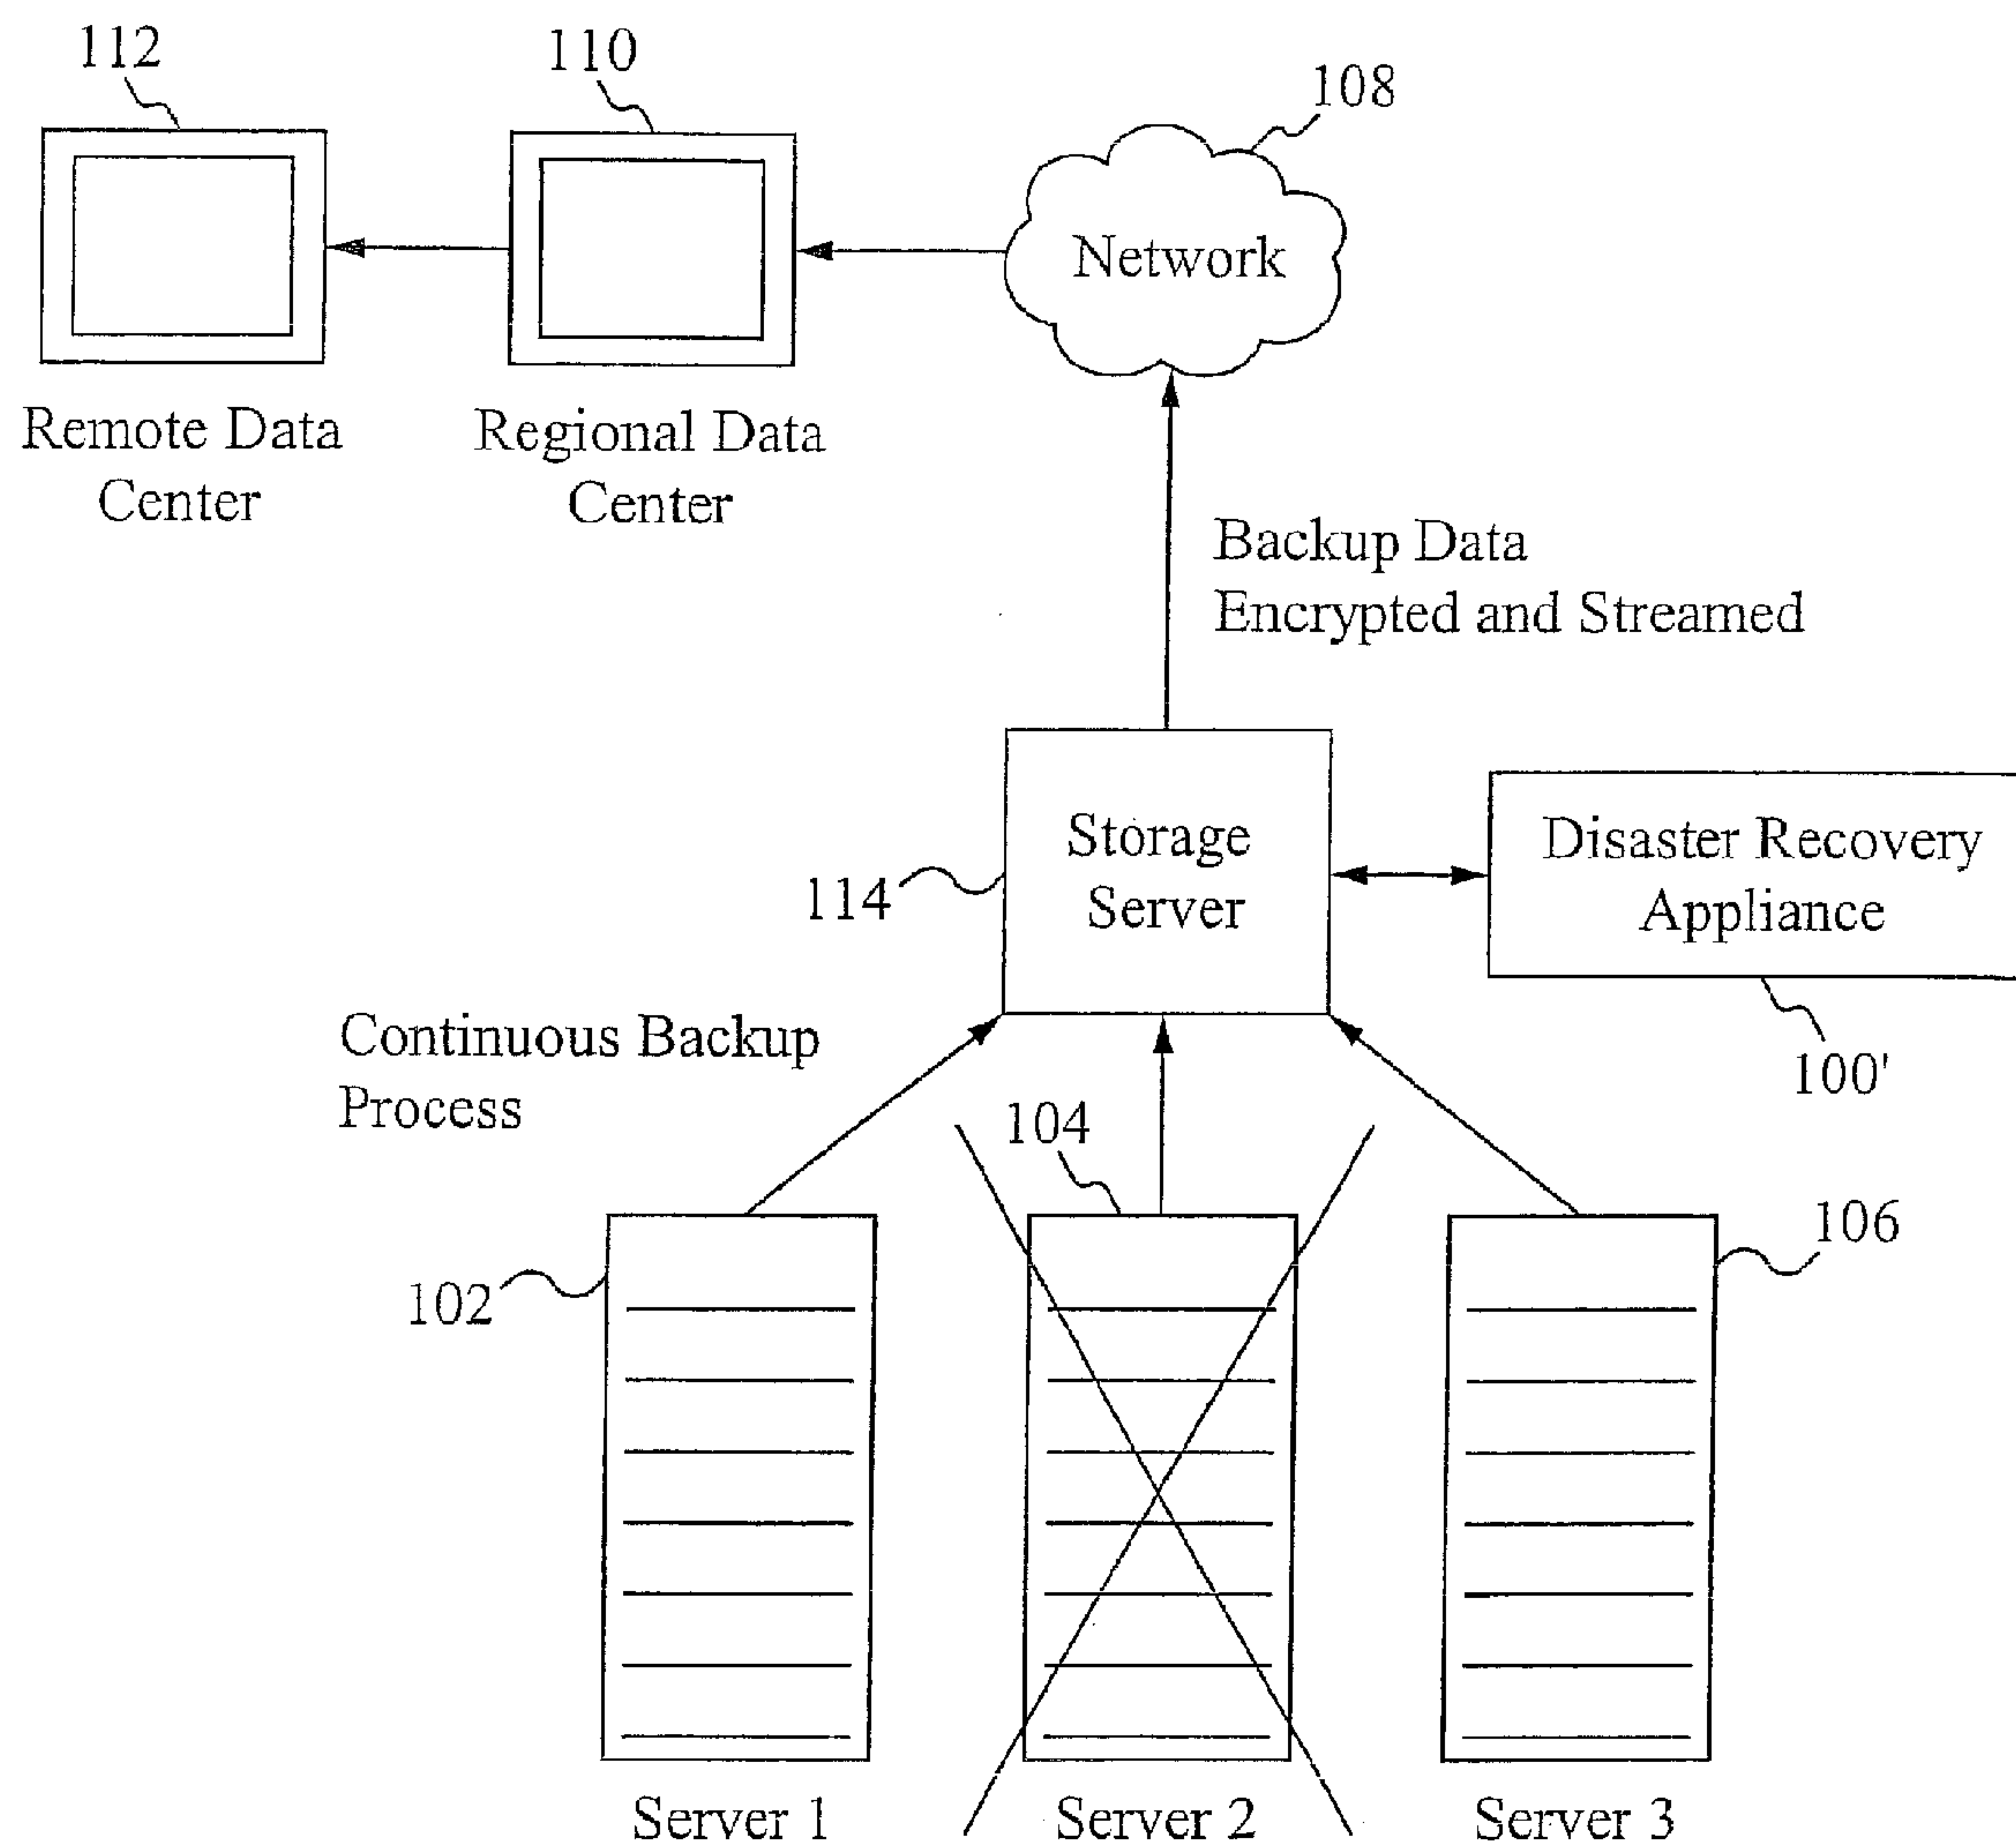 112
110
108
Network
Remote Data
Center
Regional Data
Center
Backup Data
Encrypted and Streamed
Storage
Server
114
Disaster Recovery
Appliance
100'
Continuous Backup
Process
104
102
106
Server 1
Server 2
Server 3